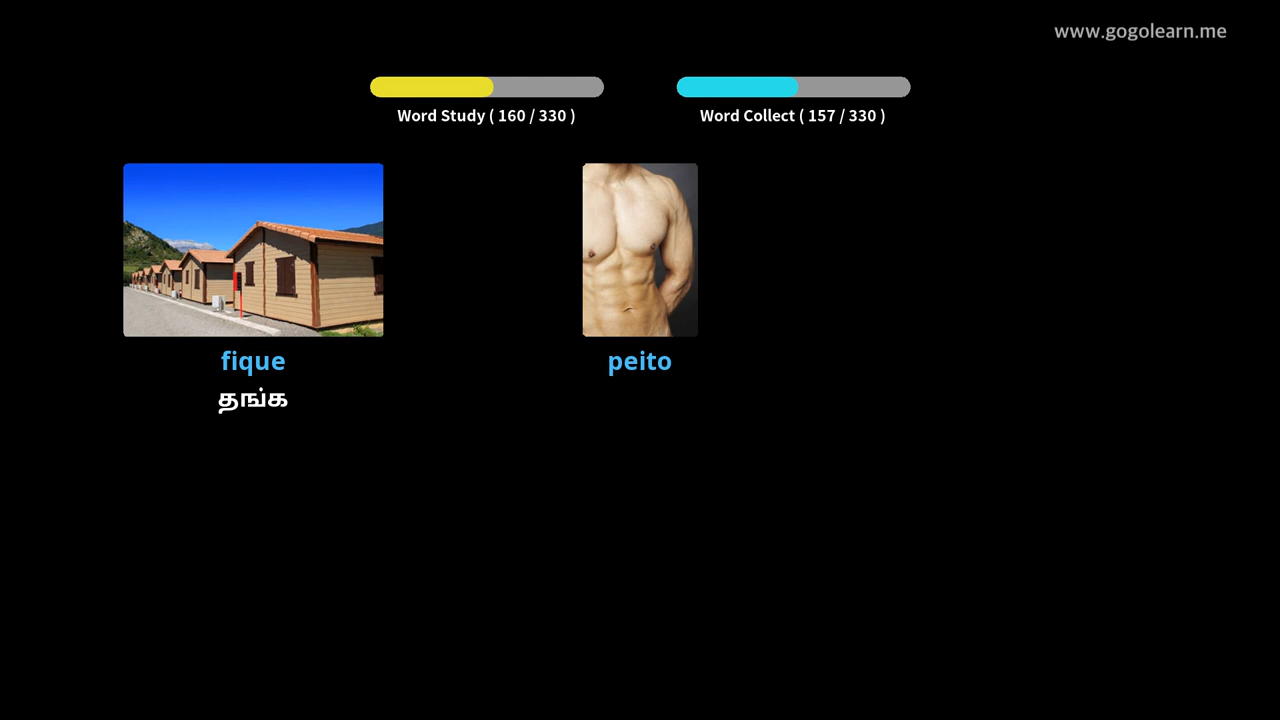 www.gogolearn.me
Word Study ( 160 / 330 )
Word Collect ( 157 / 330 )
fique
peito
தங்க